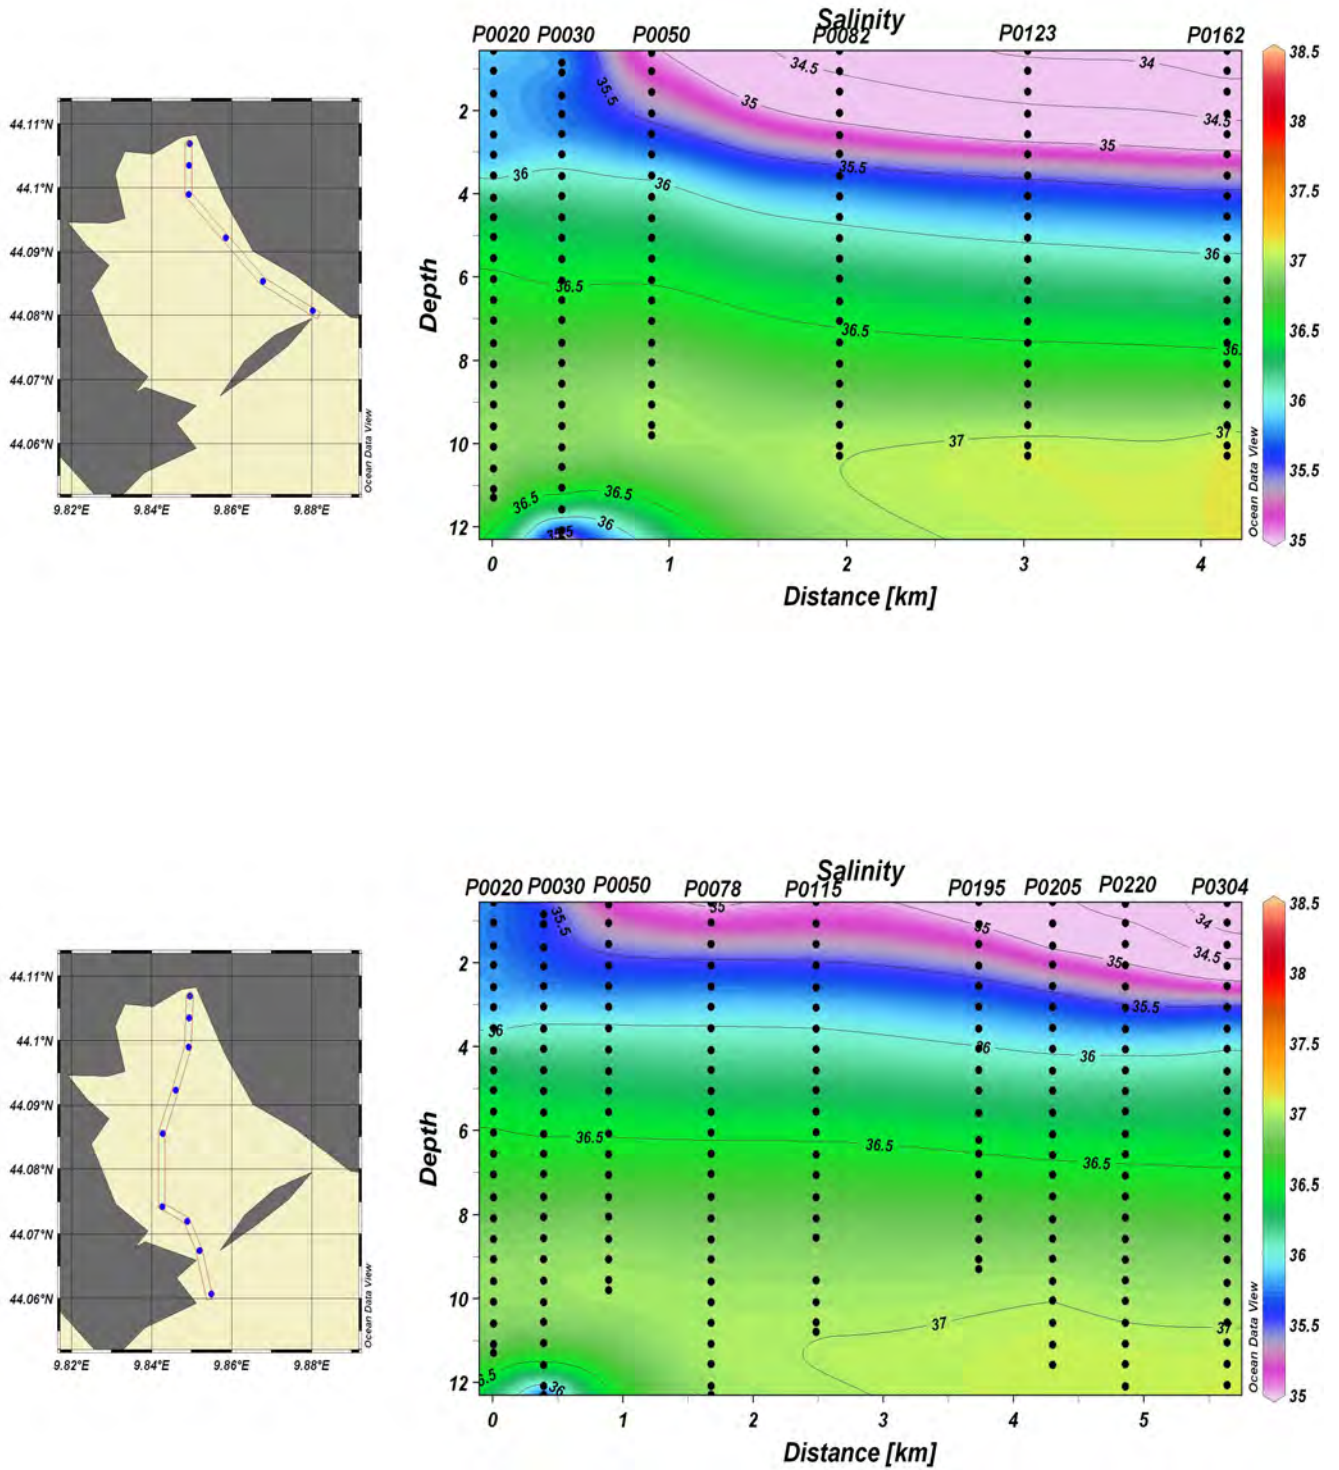 Salinity
P0020 P0030 P0050 P0082 P0123 P0162
44.11°N
44.1°N
44.09°N
44.08°N
44.07°N
44.06°N
9.82°E 9.84°E 9.86°E 9.88°E
Ocean Data View
Depth
2
4
6
8
10
12
0 1 2 3 4
Distance [km]
34.5 34
35.5 35 34.5
35
35.5
36 36 36
36.5 36.5 36.
37 37
36.5 36.5
36
35.5
Ocean Data View
38.5
38
37.5
37
36.5
36
35.5
35
Salinity
P0020 P0030 P0050 P0078 P0115 P0195 P0205 P0220 P0304
44.11°N
44.1°N
44.09°N
44.08°N
44.07°N
44.06°N
9.82°E 9.84°E 9.86°E 9.88°E
Ocean Data View
Depth
2
4
6
8
10
12
0 1 2 3 4 5
Distance [km]
35.5 35 35 34
34.5
35
35.5
36 36 36
36.5 36.5 36.5
37 37
6.5 36
Ocean Data View
38.5
38
37.5
37
36.5
36
35.5
35